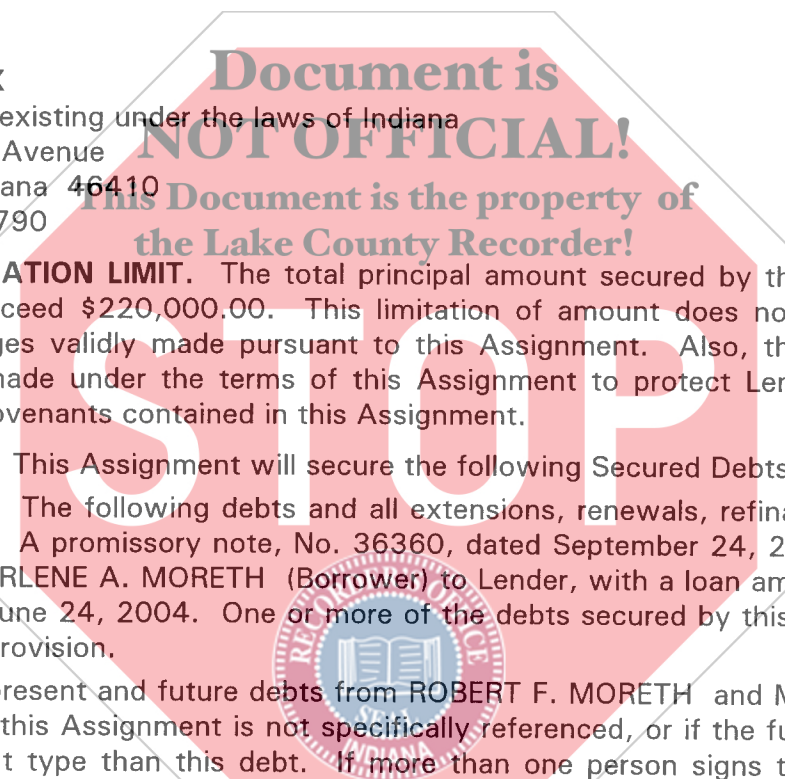 Document is
existing under the laws of Indiana
Avenue
NOT OFFICIAL!
ana 46410
This Document is the property of
790
the Lake County Recorder!
ATION LIMIT. The total principal amount secured by th
ceed $220,000.00. This limitation of amount does no
ges validly made pursuant to this Assignment. Also, th
nade under the terms of this Assignment to protect Len
ovenants contained in this Assignment.
STOP
This Assignment will secure the following Secured Debts
The following debts and all extensions, renewals, refina
A promissory note, No. 36360, dated September 24, 2
RLENE A. MORETH (Borrower) to Lender, with a loan am
une 24, 2004. One or more of the debts secured by this
rovision.
RECORDER'S OFFICE
SEAL
INDIANA
present and future debts from ROBERT F. MORETH and M
this Assignment is not specifically referenced, or if the fu
t type than this debt. If more than one person signs t